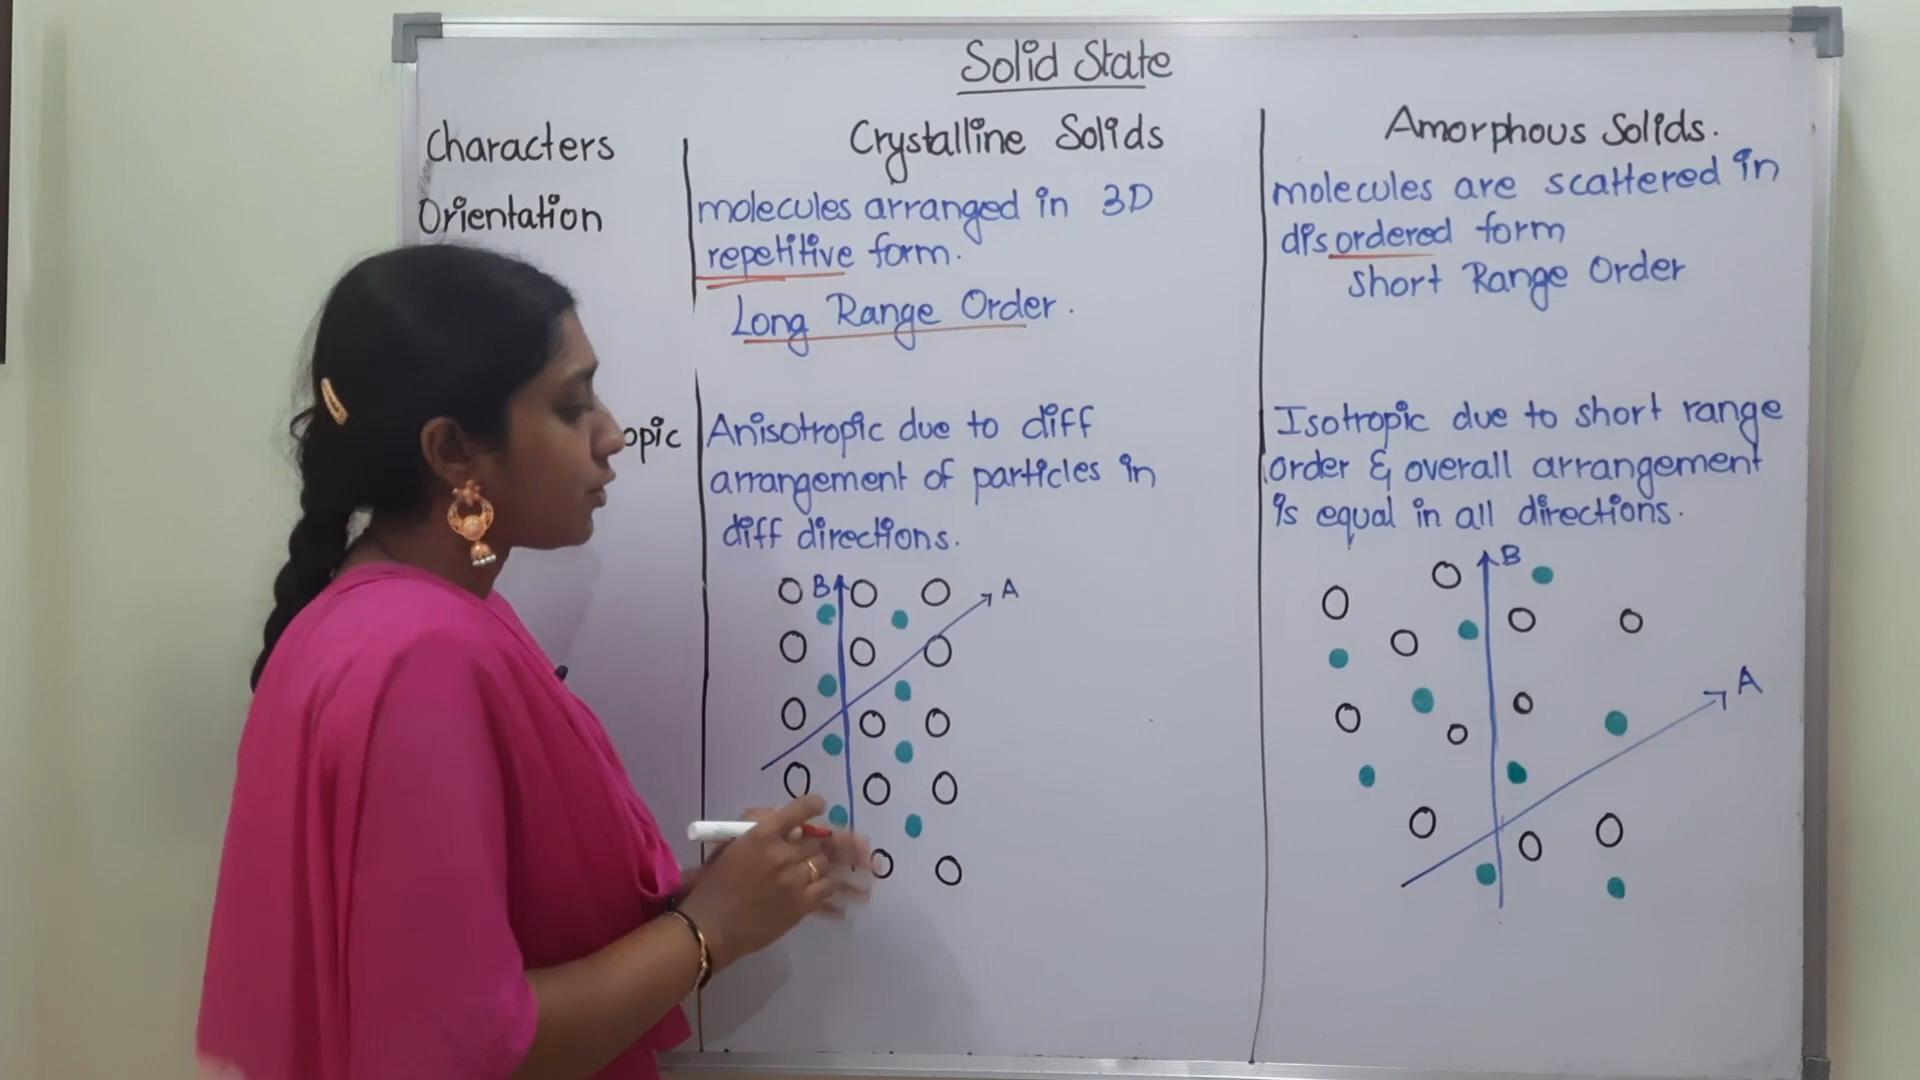 Solid State
Characters
Crystalline Solids
Amorphous Solids.
Orientation
molecules arranged in 3D
repetitive form.
Long Range Order.
molecules are scattered in
disordered form
Short Range Order
opic
Anisotropic due to diff
arrangement of particles in
diff directions.
Isotropic due to short range
order & overall arrangement
is equal in all directions.
B
A
B
A